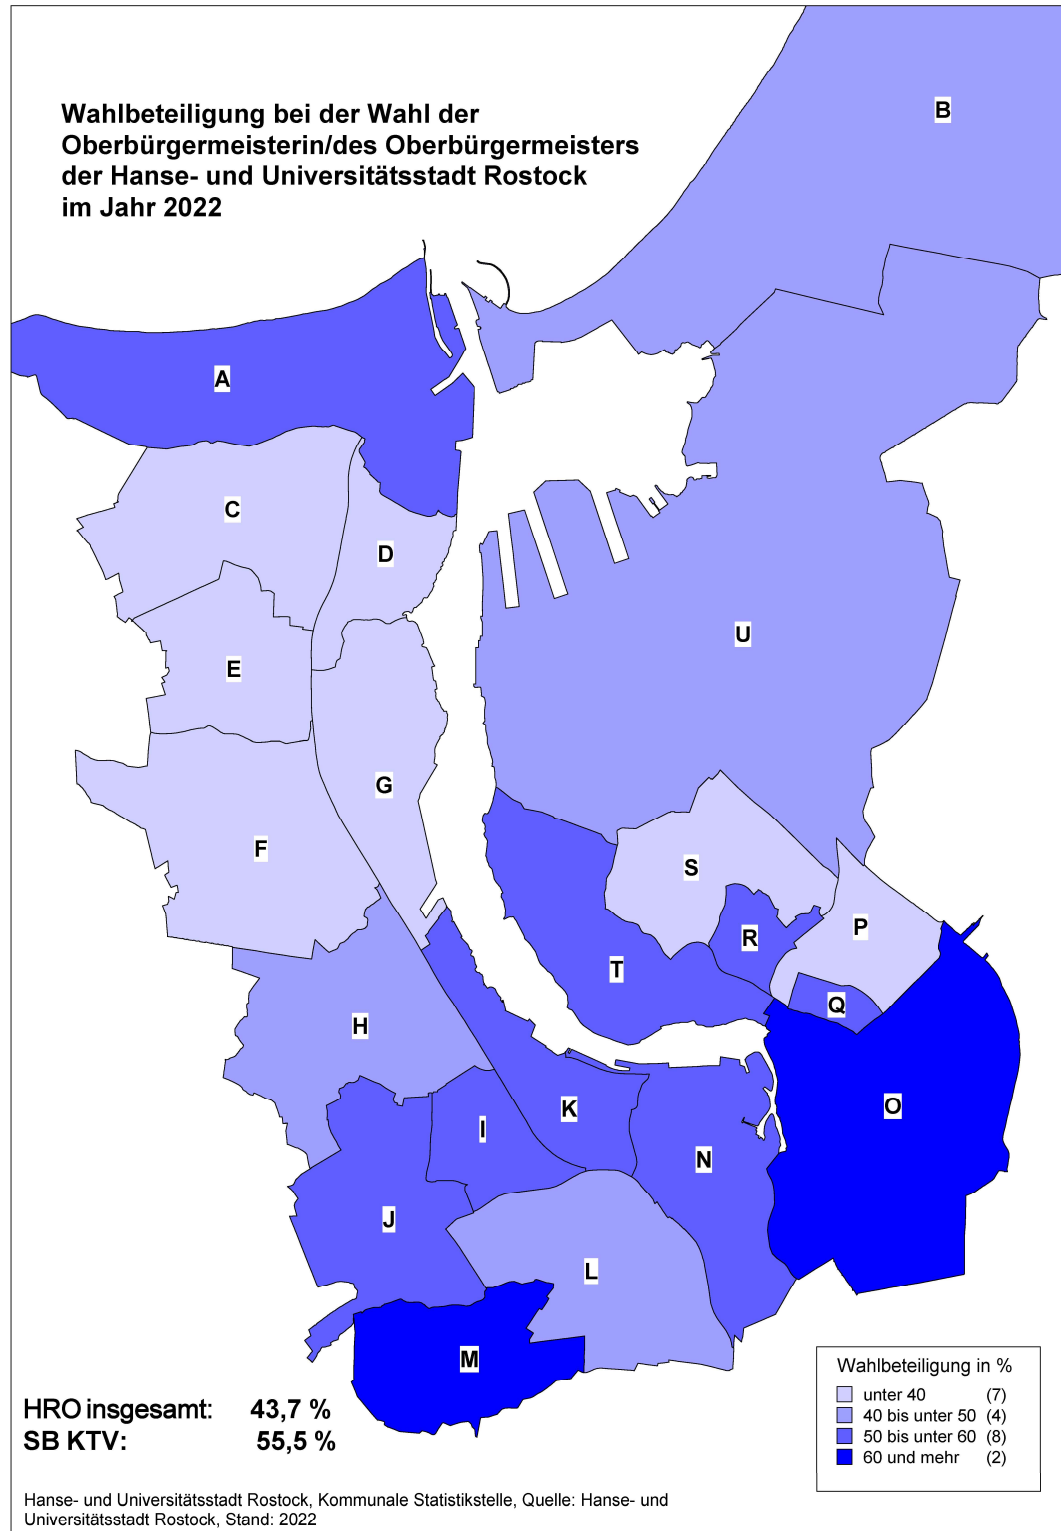 Wahlbeteiligung bei der Wahl der
Oberbürgermeisterin/des Oberbürgermeisters
der Hanse- und Universitätsstadt Rostock
im Jahr 2022
B
A
C
D
U
E
G
F
S
P
R
T
Q
H
O
K
I
N
J
L
M
Wahlbeteiligung in %
unter 40 (7)
40 bis unter 50 (4)
50 bis unter 60 (8)
60 und mehr (2)
HRO insgesamt: 43,7 %
SB KTV: 55,5 %
Hanse- und Universitätsstadt Rostock, Kommunale Statistikstelle, Quelle: Hanse- und
Universitätsstadt Rostock, Stand: 2022